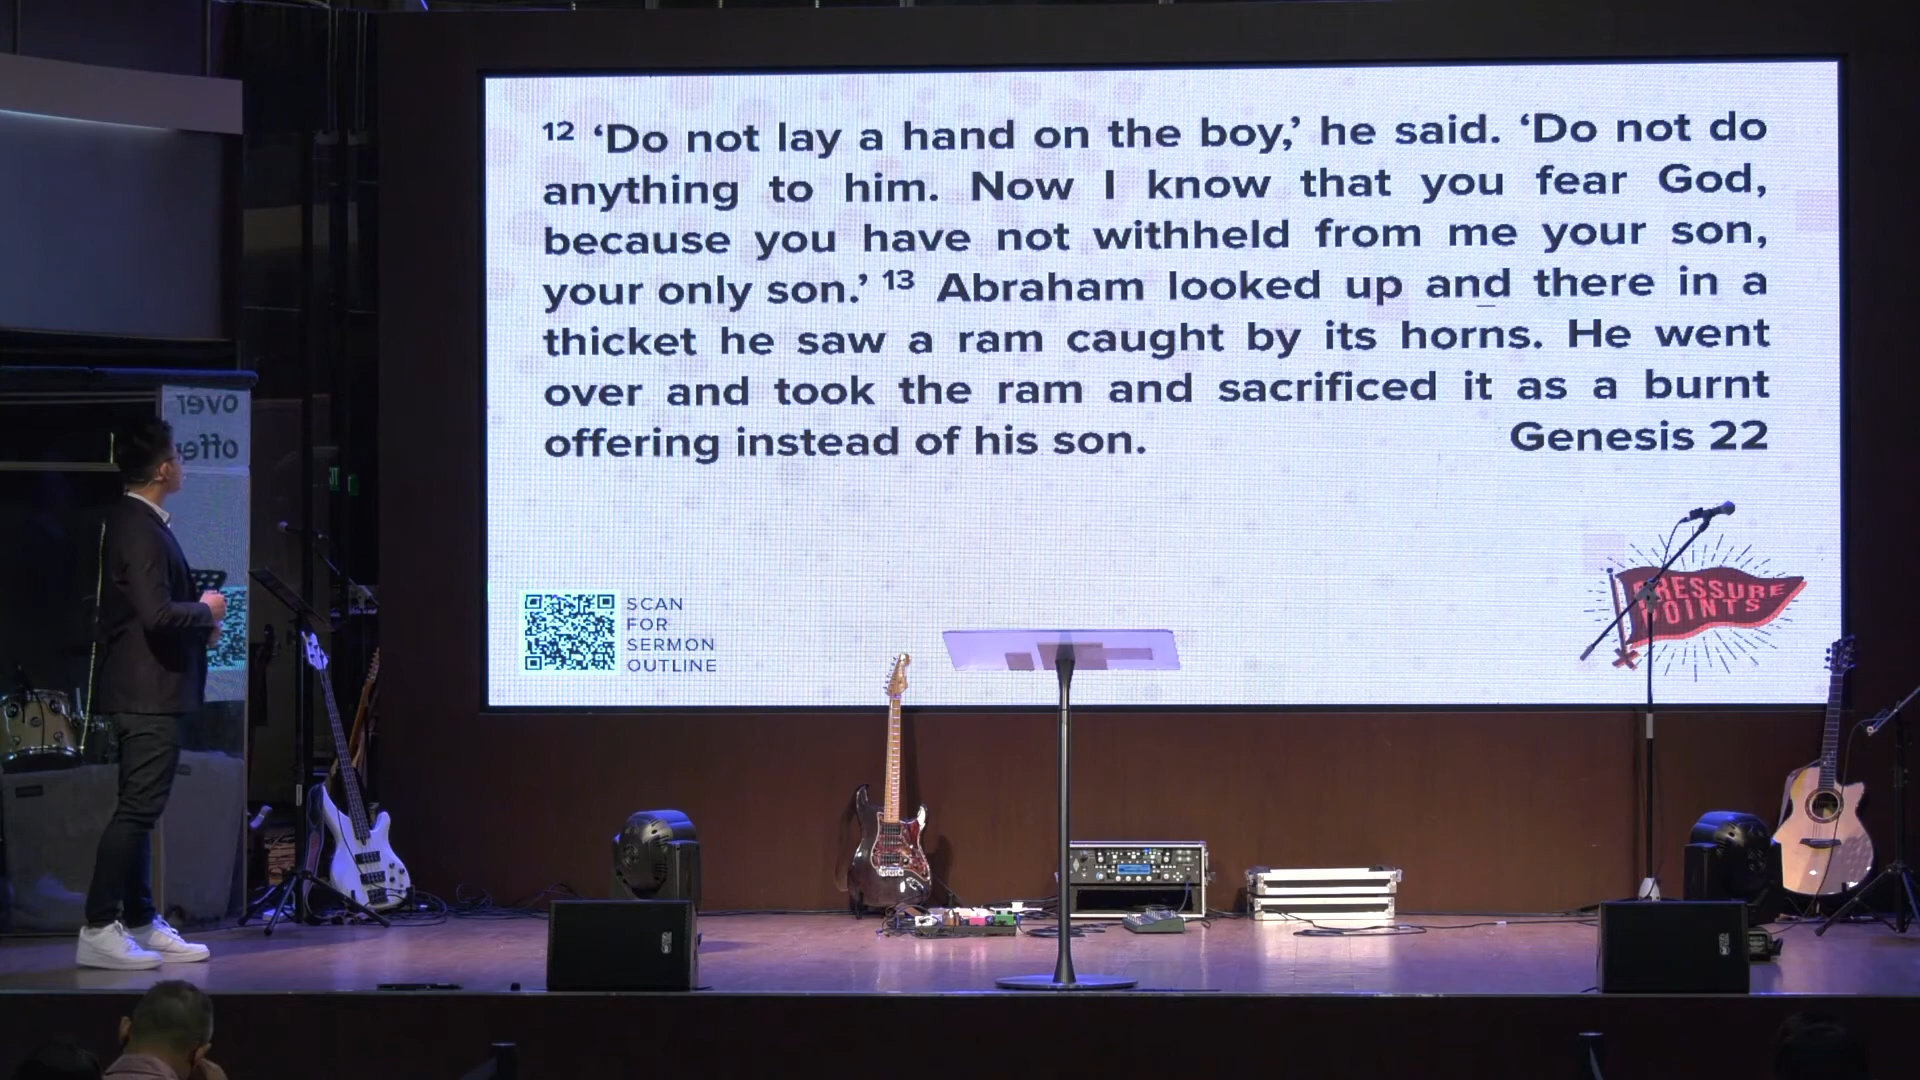 ¹² ‘Do not lay a hand on the boy,’ he said. ‘Do not do
anything to him. Now I know that you fear God,
because you have not withheld from me your son,
your only son.’ ¹³ Abraham looked up and there in a
thicket he saw a ram caught by its horns. He went
over and took the ram and sacrificed it as a burnt
offering instead of his son. Genesis 22
SCAN
FOR
SERMON
OUTLINE
PRESSURE
POINTS
over